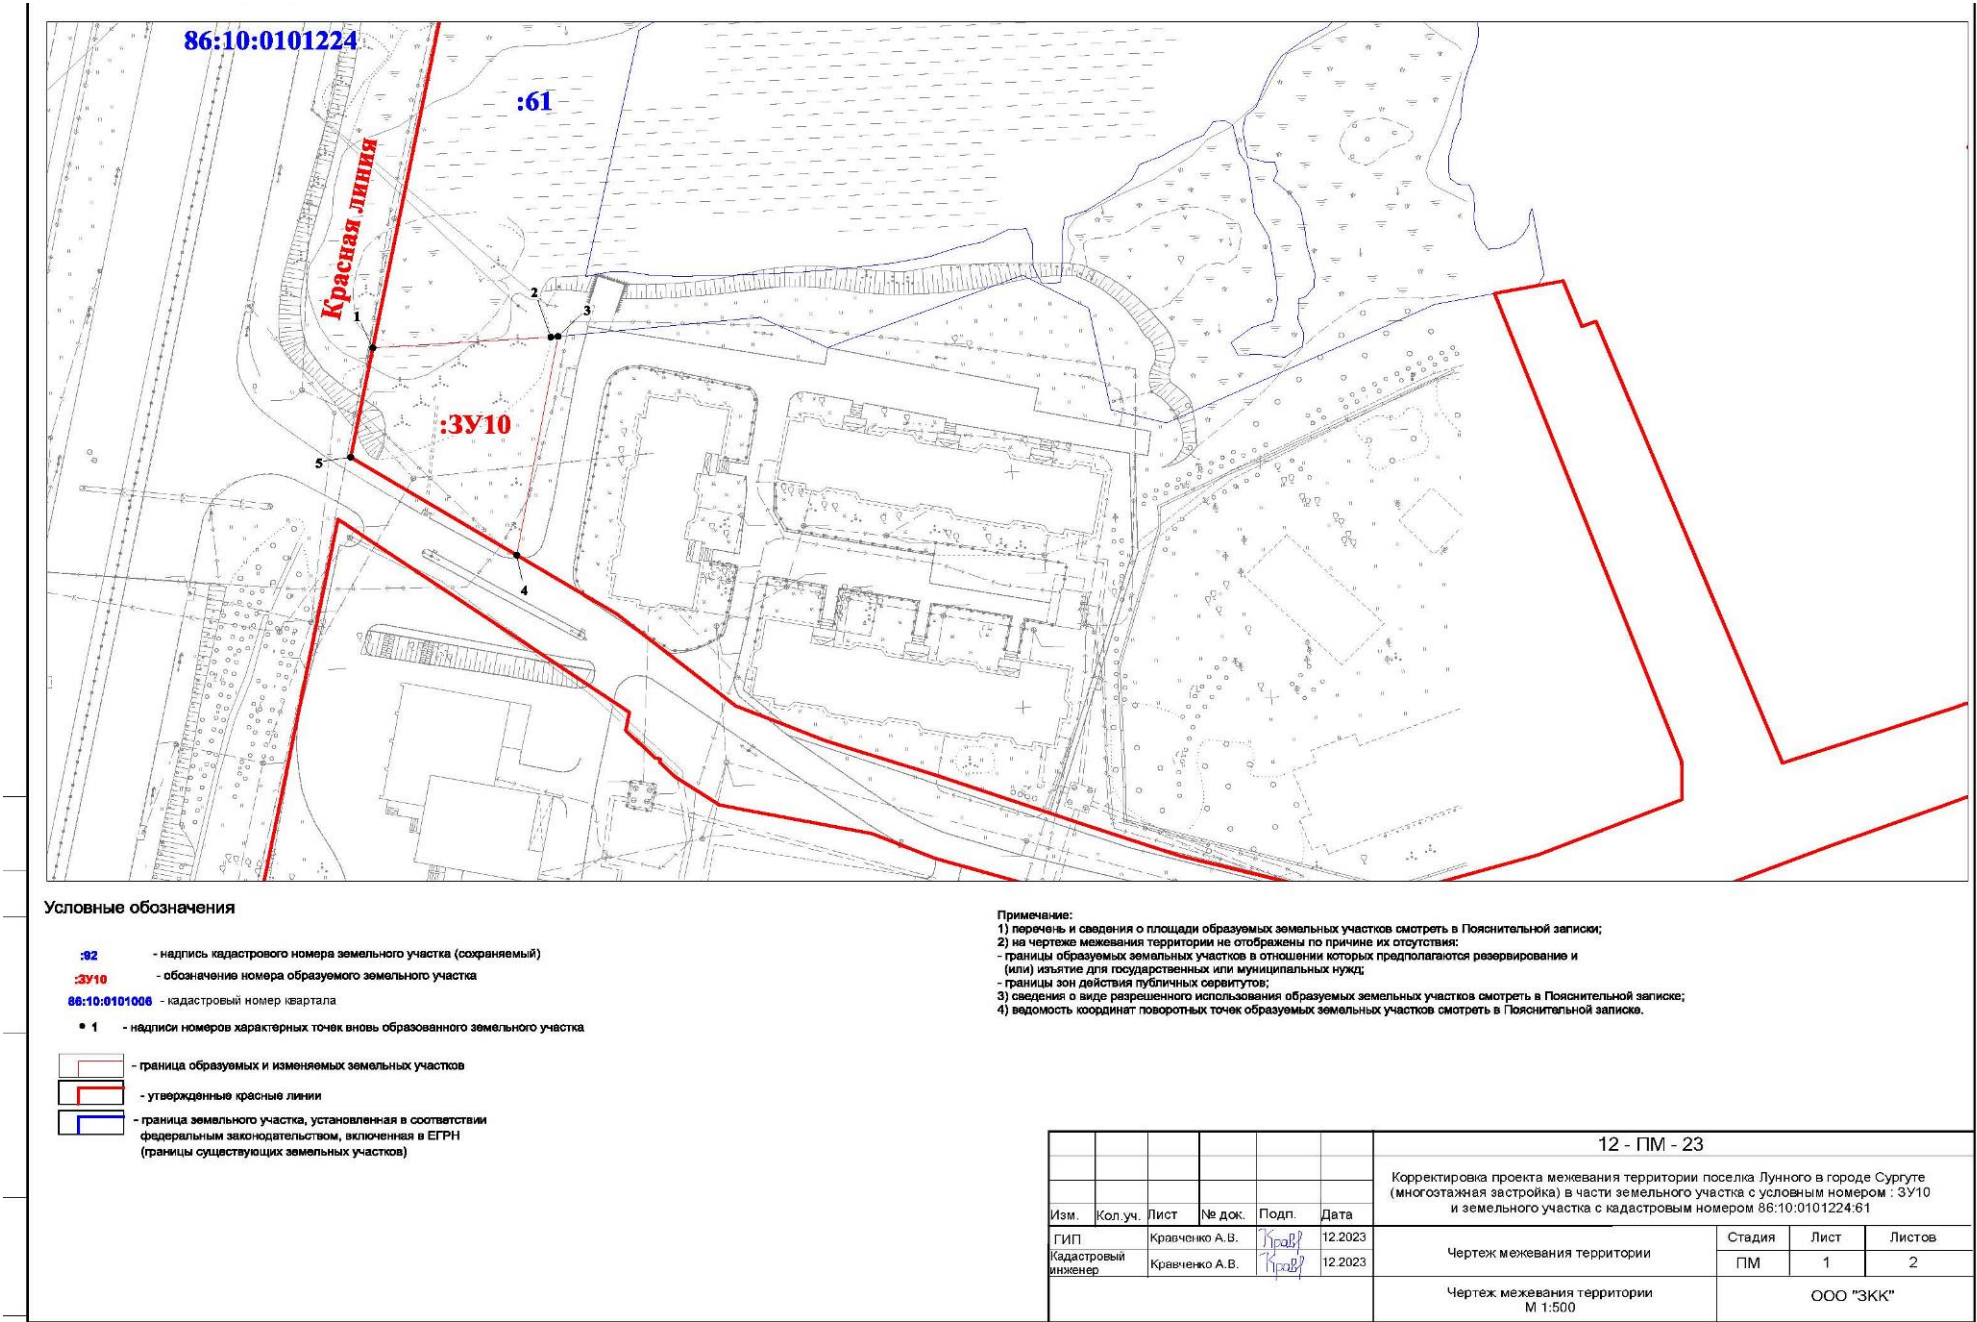 86:10:0101224
:61
Красная линия
1
2
3
:ЗУ10
5
4
Условные обозначения
:92 - надпись кадастрового номера земельного участка (сохраняемый)
:ЗУ10 - обозначение номера образуемого земельного участка
86:10:0101006 - кадастровый номер квартала
1 - надписи номеров характерных точек вновь образованного земельного участка
- граница образуемых и изменяемых земельных участков
- утвержденные красные линии
- граница земельного участка, установленная в соответствии
федеральным законодательством, включенная в ЕГРН
(границы существующих земельных участков)
Примечание:
1) перечень и сведения о площади образуемых земельных участков смотреть в Пояснительной записки;
2) на чертеже межевания территории не отображены по причине их отсутствия:
- границы образуемых земельных участков в отношении которых предполагаются резервирование и
(или) изъятие для государственных или муниципальных нужд;
- границы зон действия публичных сервитутов;
3) сведения о виде разрешенного использования образуемых земельных участков смотреть в Пояснительной записке;
4) ведомость координат поворотных точек образуемых земельных участков смотреть в Пояснительной записке.
12 - ПМ - 23
Корректировка проекта межевания территории поселка Лунного в городе Сургуте
(многоэтажная застройка) в части земельного участка с условным номером : ЗУ10
и земельного участка с кадастровым номером 86:10:0101224:61
Изм. Кол.уч. Лист № док. Подп. Дата
ГИП Кравченко А.В. Крав 12.2023
Кадастровый
инженер Кравченко А.В. Крав 12.2023
Чертеж межевания территории
Стадия Лист Листов
ПМ 1 2
Чертеж межевания территории
М 1:500
ООО "ЗКК"